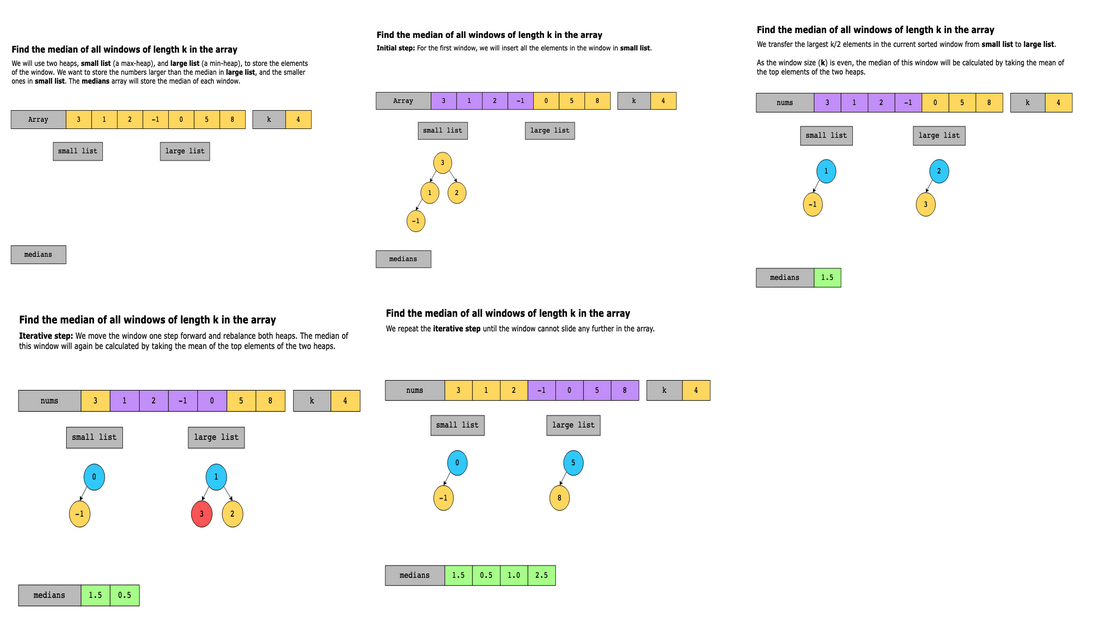 Find the median of all windows of length k in the array
We will use two heaps, small list (a max-heap), and large list (a min-heap), to store the elements
of the window. We want to store the numbers larger than the median in large list, and the smaller
ones in small list. The medians array will store the median of each window.
Array 3 1 2 -1 0 5 8 k 4
small list large list
medians
Find the median of all windows of length k in the array
Initial step: For the first window, we will insert all the elements in the window in small list.
Array 3 1 2 -1 0 5 8 k 4
small list large list
3
1 2
-1
medians
Find the median of all windows of length k in the array
We transfer the largest k/2 elements in the current sorted window from small list to large list.
As the window size (k) is even, the median of this window will be calculated by taking the mean of
the top elements of the two heaps.
nums 3 1 2 -1 0 5 8 k 4
small list large list
1 2
-1 3
medians 1.5
Find the median of all windows of length k in the array
Iterative step: We move the window one step forward and rebalance both heaps. The median of
this window will again be calculated by taking the mean of the top elements of the two heaps.
nums 3 1 2 -1 0 5 8 k 4
small list large list
0 1
-1 3 2
medians 1.5 0.5
Find the median of all windows of length k in the array
We repeat the iterative step until the window cannot slide any further in the array.
nums 3 1 2 -1 0 5 8 k 4
small list large list
0 5
-1 8
medians 1.5 0.5 1.0 2.5